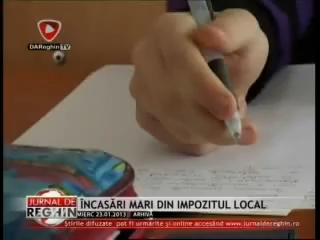 DAReghinTV
ÎNCASĂRI MARI DIN IMPOZITUL LOCAL
JURNAL DE
REGHIN
MIERC 23.01.2013 // ARHIVĂ
Știrile difuzate pot fi urmărite și online accesând www.jurnaldereghin.ro